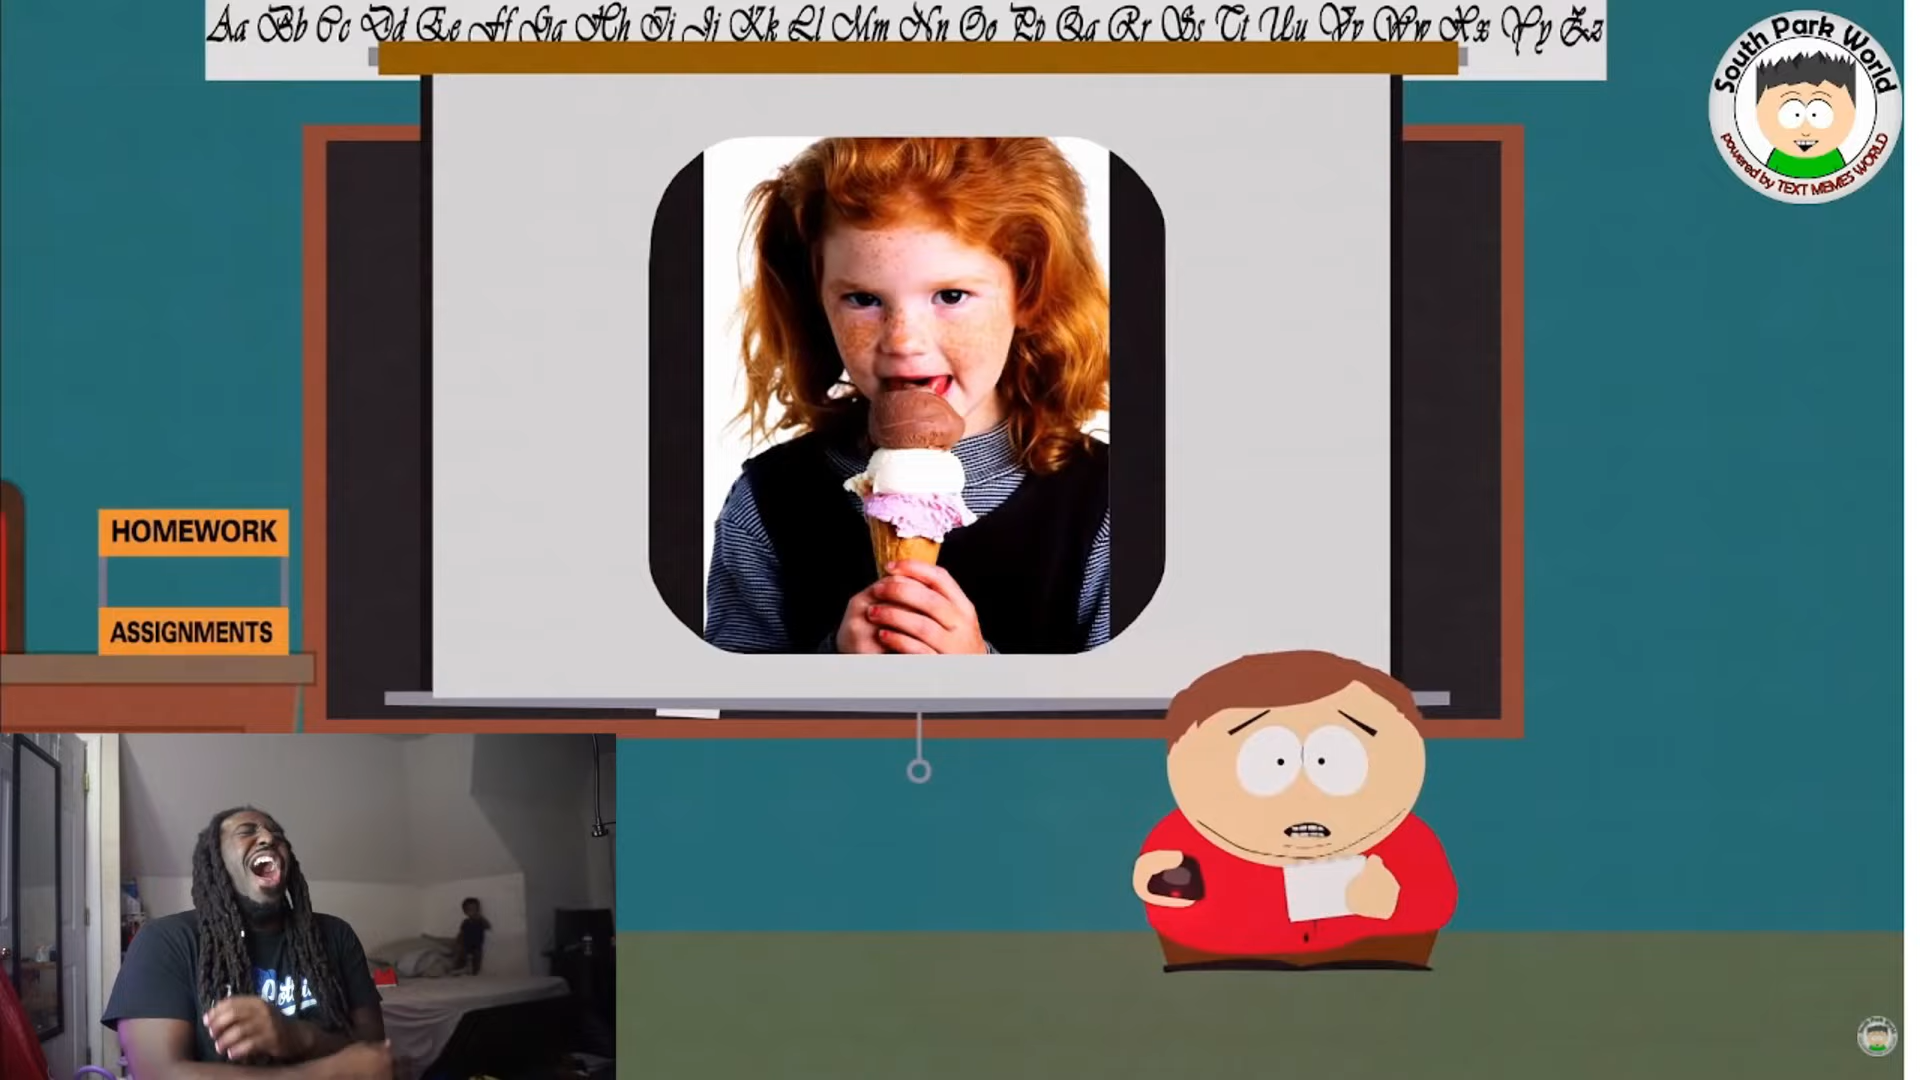 Aa Bb Cc Dd Ee Ff Gg Hh Ii Jj Kk Ll Mm Nn Oo Pp Qq Rr Ss Tt Uu Vv Ww Xx Yy Zz
South Park World
powered by TEXT MEMES WORLD
HOMEWORK
ASSIGNMENTS